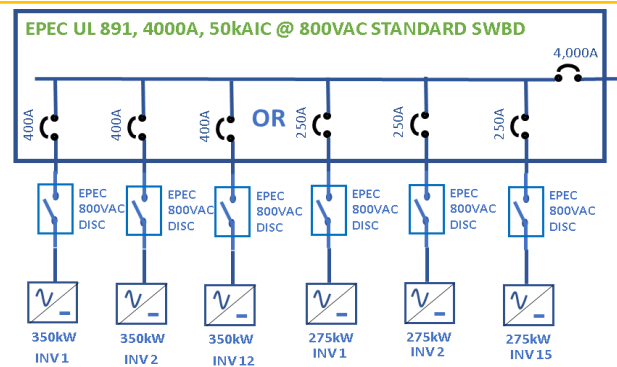 EPEC UL 891, 4000A, 50kAIC @ 800VAC STANDARD SWBD
4,000A
400A
400A
400A
OR
250A
250A
250A
EPEC
800VAC
DISC
EPEC
800VAC
DISC
EPEC
800VAC
DISC
EPEC
800VAC
DISC
EPEC
800VAC
DISC
EPEC
800VAC
DISC
350kW
INV 1
350kW
INV 2
350kW
INV 12
275kW
INV 1
275kW
INV 2
275kW
INV 15